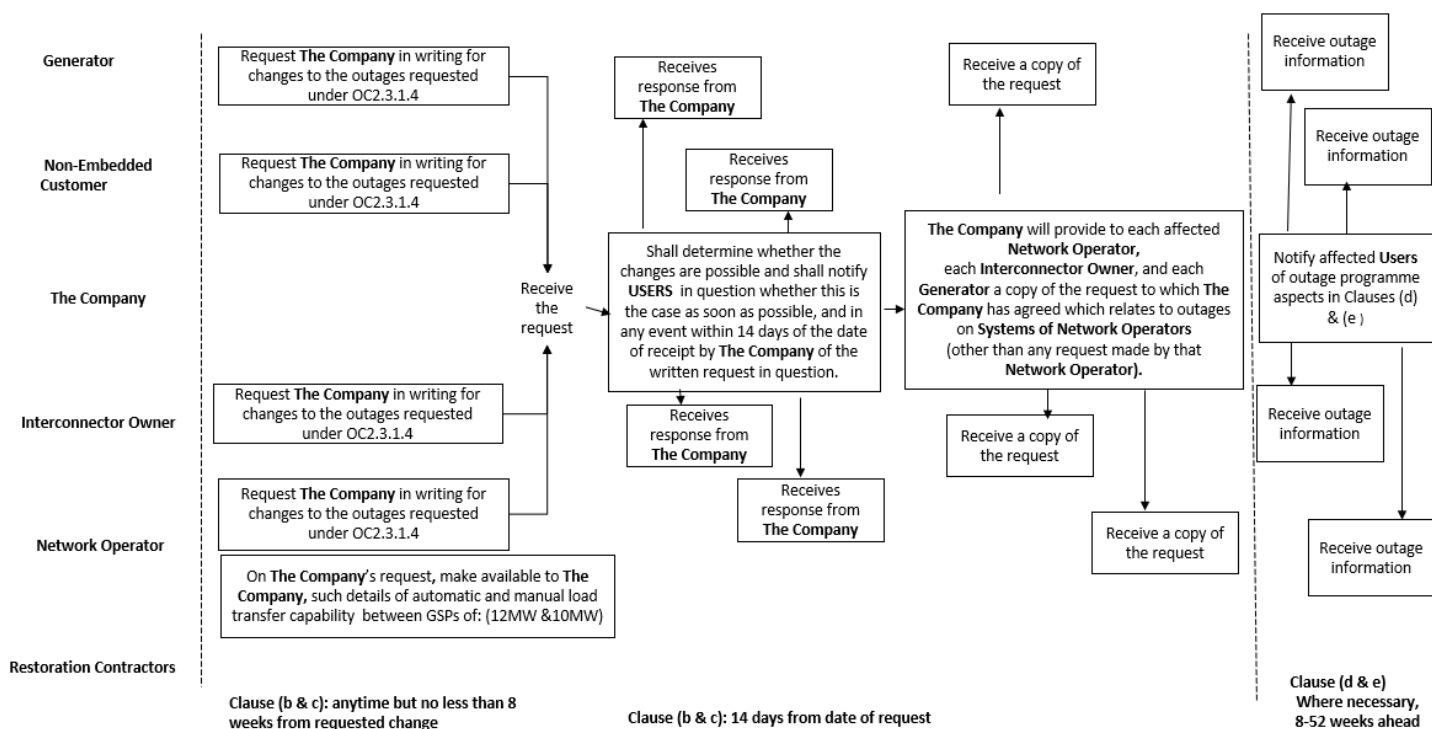 Generator
Non-Embedded
Customer
The Company
Interconnector Owner
Network Operator
Restoration Contractors
Request The Company in writing for
changes to the outages requested
under OC2.3.1.4
Request The Company in writing for
changes to the outages requested
under OC2.3.1.4
Receive
the
request
Request The Company in writing for
changes to the outages requested
under OC2.3.1.4
Request The Company in writing for
changes to the outages requested
under OC2.3.1.4
On The Company's request, make available to The
Company, such details of automatic and manual load
transfer capability between GSPs of: (12MW &10MW)
Clause (b & c): anytime but no less than 8
weeks from requested change
Receives
response from
The Company
Receives
response from
The Company
Shall determine whether the
changes are possible and shall notify
USERS in question whether this is
the case as soon as possible, and in
any event within 14 days of the date
of receipt by The Company of the
written request in question.
Receives
response from
The Company
Receives
response from
The Company
Receive a copy of
the request
The Company will provide to each affected
Network Operator,
each Interconnector Owner, and each
Generator a copy of the request to which The
Company has agreed which relates to outages
on Systems of Network Operators
(other than any request made by that
Network Operator).
Receive a copy of
the request
Receive a copy of
the request
Clause (b & c): 14 days from date of request
Receive outage
information
Receive outage
information
Notify affected Users
of outage programme
aspects in Clauses (d)
& (e )
Receive outage
information
Receive outage
information
Clause (d & e)
Where necessary,
8-52 weeks ahead